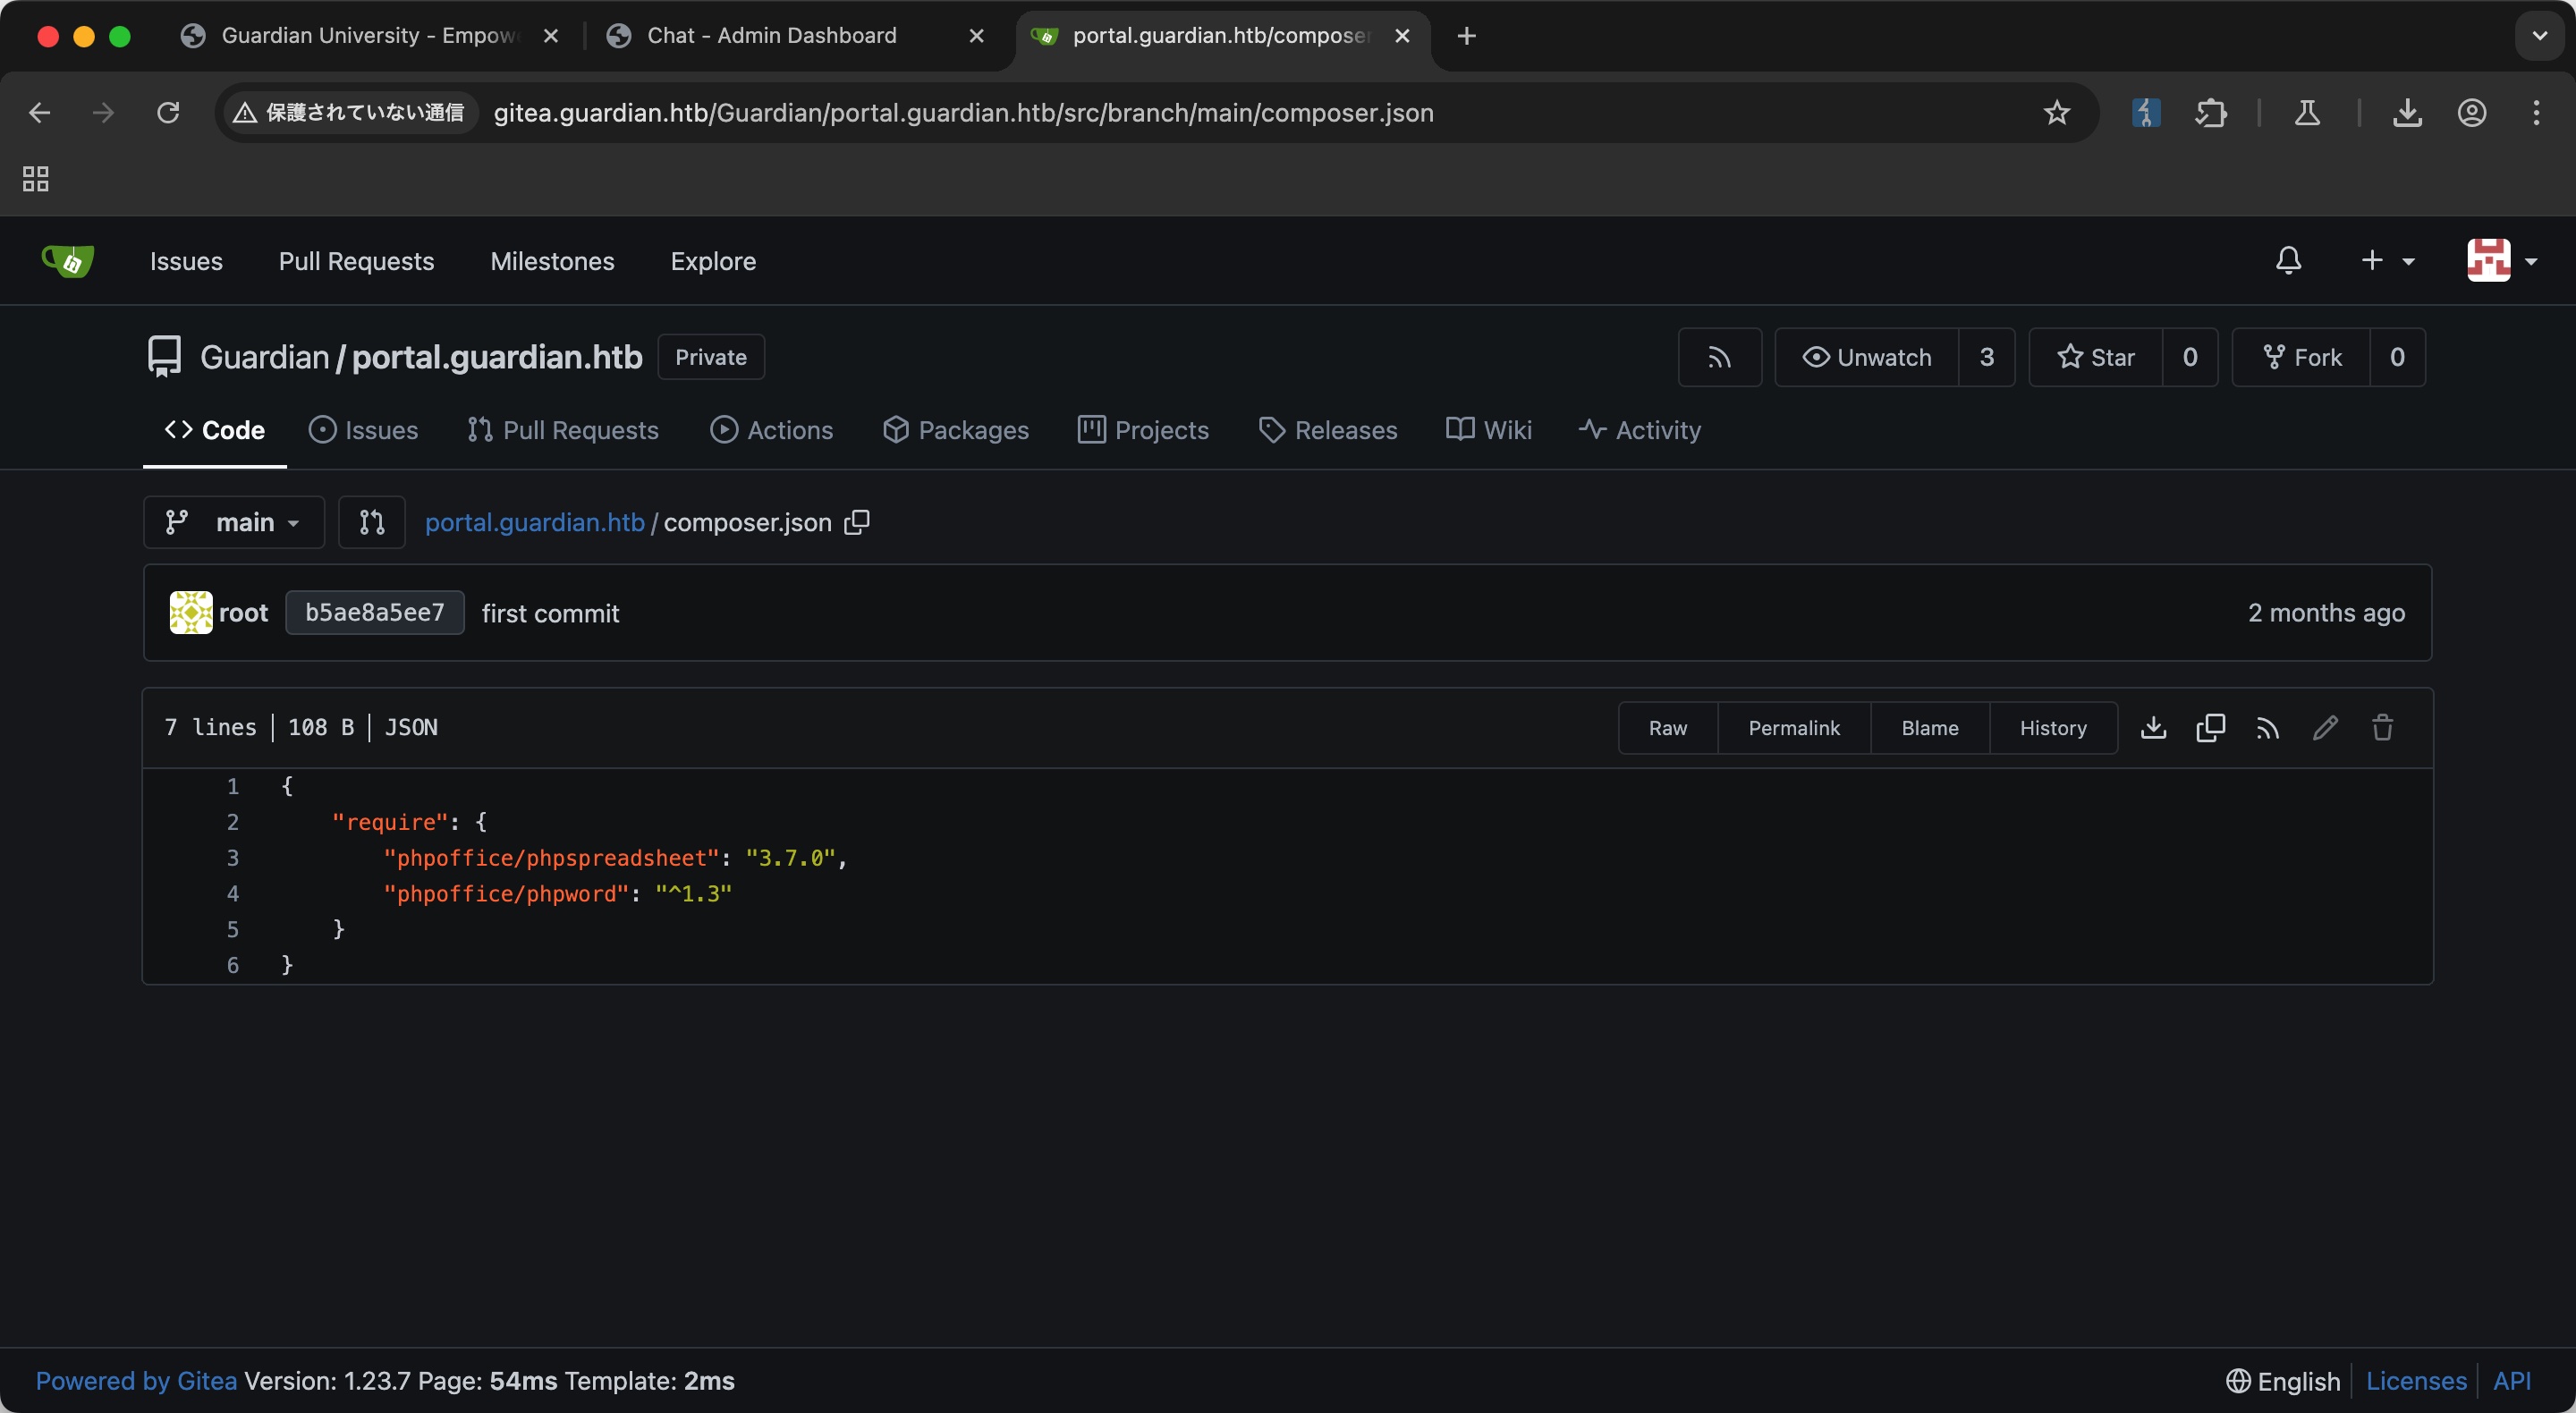 Guardian University - Empow
Chat - Admin Dashboard
portal.guardian.htb/composer
保護されていない通信
gitea.guardian.htb/Guardian/portal.guardian.htb/src/branch/main/composer.json
Issues
Pull Requests
Milestones
Explore
Guardian/portal.guardian.htb
Private
Unwatch 3
Star 0
Fork 0
Code
Issues
Pull Requests
Actions
Packages
Projects
Releases
Wiki
Activity
main
portal.guardian.htb/composer.json
root b5ae8a5ee7 first commit
2 months ago
7 lines | 108 B | JSON
Raw
Permalink
Blame
History
1 {
2     "require": {
3         "phpoffice/phpspreadsheet": "3.7.0",
4         "phpoffice/phpword": "^1.3"
5     }
6 }
Powered by Gitea Version: 1.23.7 Page: 54ms Template: 2ms
English
Licenses
API